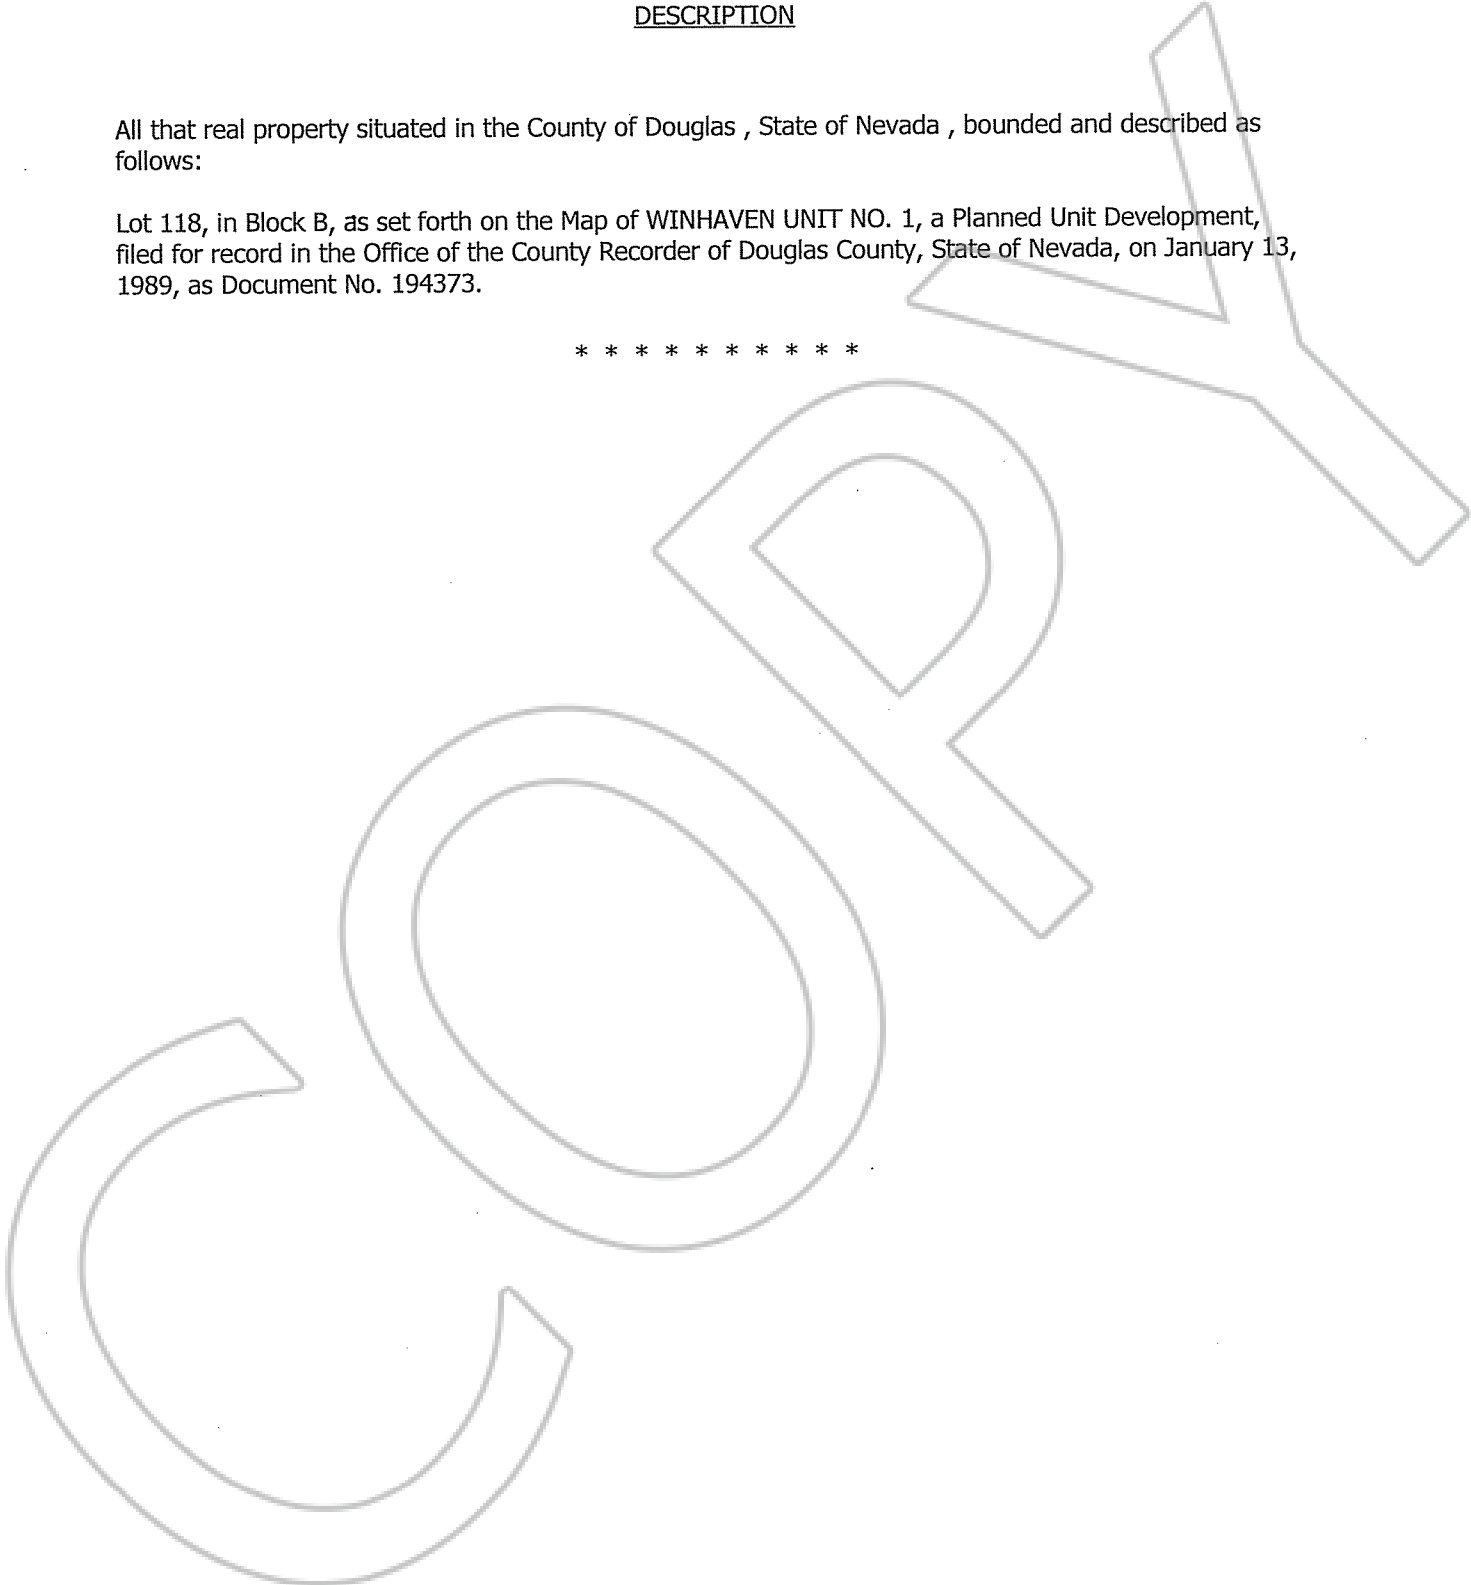 DESCRIPTION
All that real property situated in the County of Douglas , State of Nevada , bounded and described as
follows:
Lot 118, in Block B, as set forth on the Map of WINHAVEN UNIT NO. 1, a Planned Unit Development,
filed for record in the Office of the County Recorder of Douglas County, State of Nevada, on January 13,
1989, as Document No. 194373.
* * * * * * * * * *
COPY